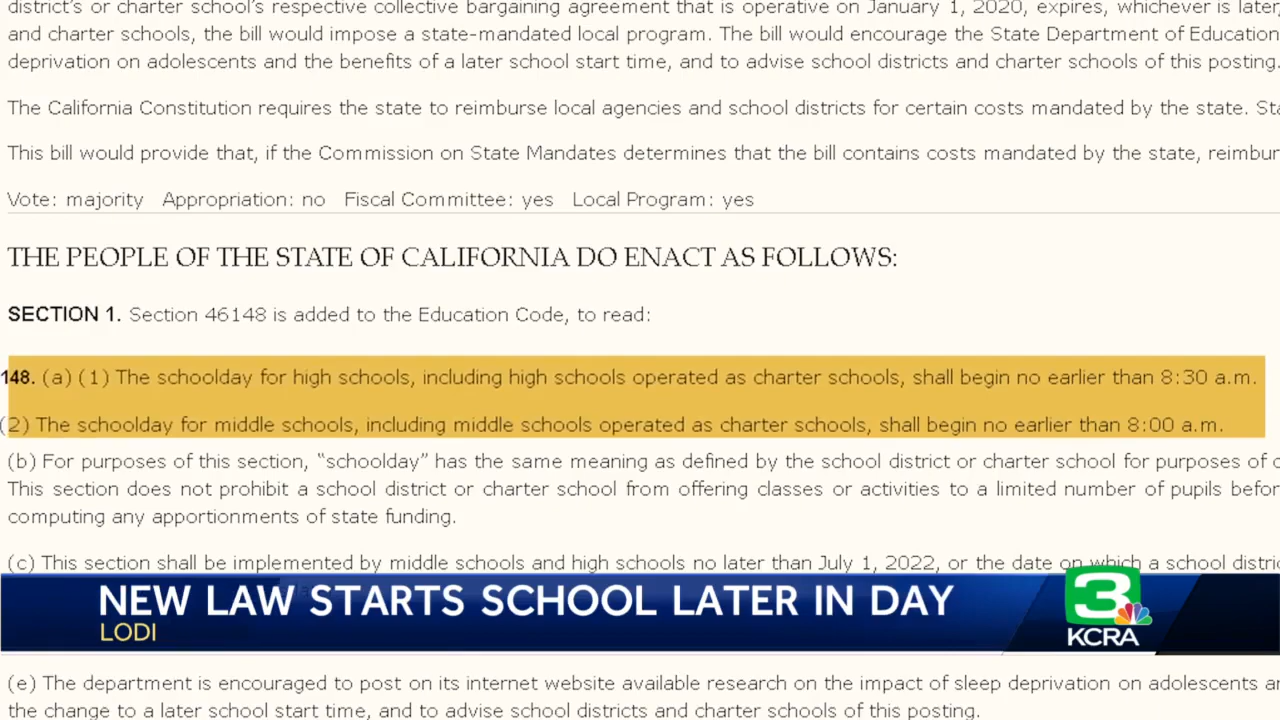 district's or charter school's respective collective bargaining agreement that is operative on January 1, 2020, expires, whichever is later,
and charter schools, the bill would impose a state-mandated local program. The bill would encourage the State Department of Education
deprivation on adolescents and the benefits of a later school start time, and to advise school districts and charter schools of this posting.
The California Constitution requires the state to reimburse local agencies and school districts for certain costs mandated by the state.
This bill would provide that, if the Commission on State Mandates determines that the bill contains costs mandated by the state,
Vote: majority Appropriation: no Fiscal Committee: yes Local Program: yes
THE PEOPLE OF THE STATE OF CALIFORNIA DO ENACT AS FOLLOWS:
SECTION 1. Section 46148 is added to the Education Code, to read:
148. (a) (1) The schoolday for high schools, including high schools operated as charter schools, shall begin no earlier than 8:30 a.m.
(2) The schoolday for middle schools, including middle schools operated as charter schools, shall begin no earlier than 8:00 a.m.
(b) For purposes of this section, “schoolday” has the same meaning as defined by the school district or charter school for purposes of
This section does not prohibit a school district or charter school from offering classes or activities to a limited number of pupils
computing any apportionments of state funding.
(c) This section shall be implemented by middle schools and high schools no later than July 1, 2022, or the date on which a school
NEW LAW STARTS SCHOOL LATER IN DAY
LODI
3
KCRA
(e) The department is encouraged to post on its internet website available research on the impact of sleep deprivation on adolescents
the change to a later school start time, and to advise school districts and charter schools of this posting.